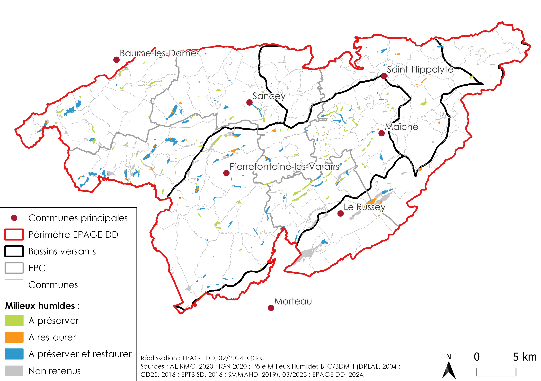 Baume-les-Dames
Saint-Hippolyte
Sancey
Maîche
Pierrefontaine-les-Varans
Le Russey
Morteau
Communes principales
Périmètre EPAGE DD
Bassins versants
EPCI
Communes
Milieux humides :
A préserver
A restaurer
A préserver et restaurer
Non retenus
N
0 5 km